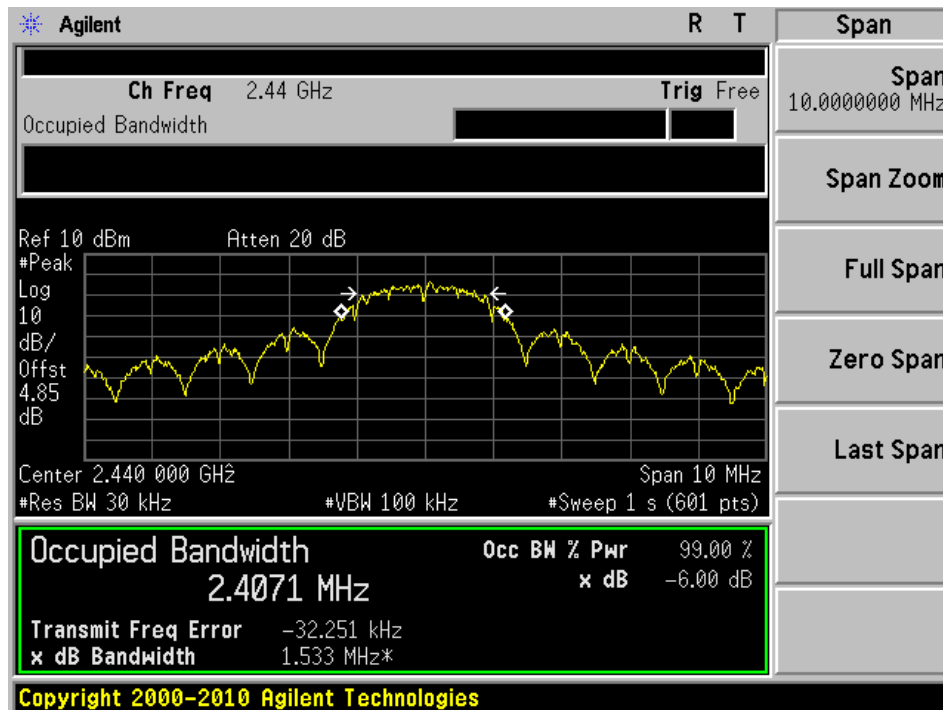 Agilent R T Span
Span
10.0000000 MHz
Ch Freq 2.44 GHz Trig Free
Occupied Bandwidth
Span Zoom
Ref 10 dBm Atten 20 dB
#Peak
Log
10
dB/
Offst
4.85
dB
Full Span
Zero Span
Last Span
Center 2.440 000 GHz Span 10 MHz
#Res BW 30 kHz #VBW 100 kHz #Sweep 1 s (601 pts)
Occupied Bandwidth
2.4071 MHz
Occ BW % Pwr 99.00 %
x dB -6.00 dB
Transmit Freq Error -32.251 kHz
x dB Bandwidth 1.533 MHz*
Copyright 2000-2010 Agilent Technologies